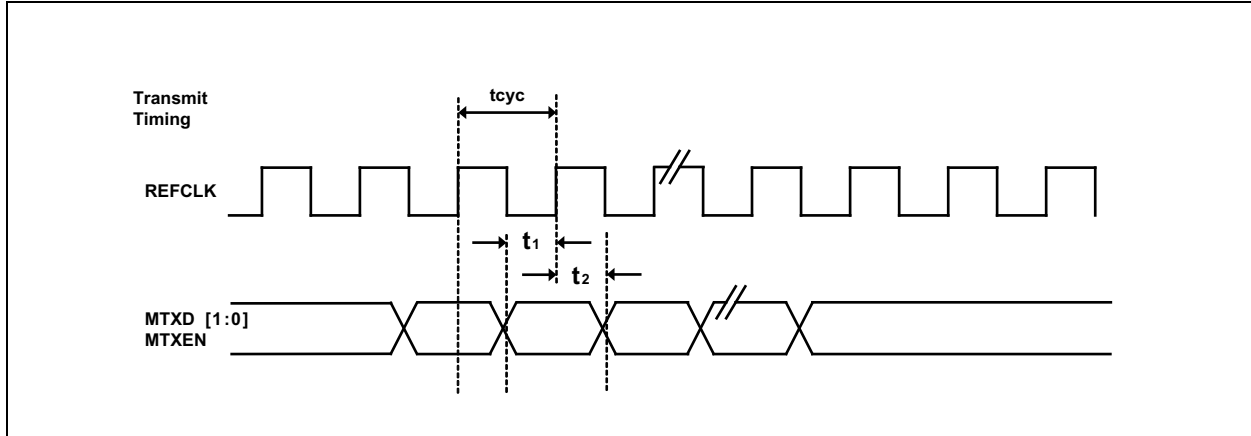 Transmit
Timing
tcyc
REFCLK
t1
t2
MTXD [1:0]
MTXEN